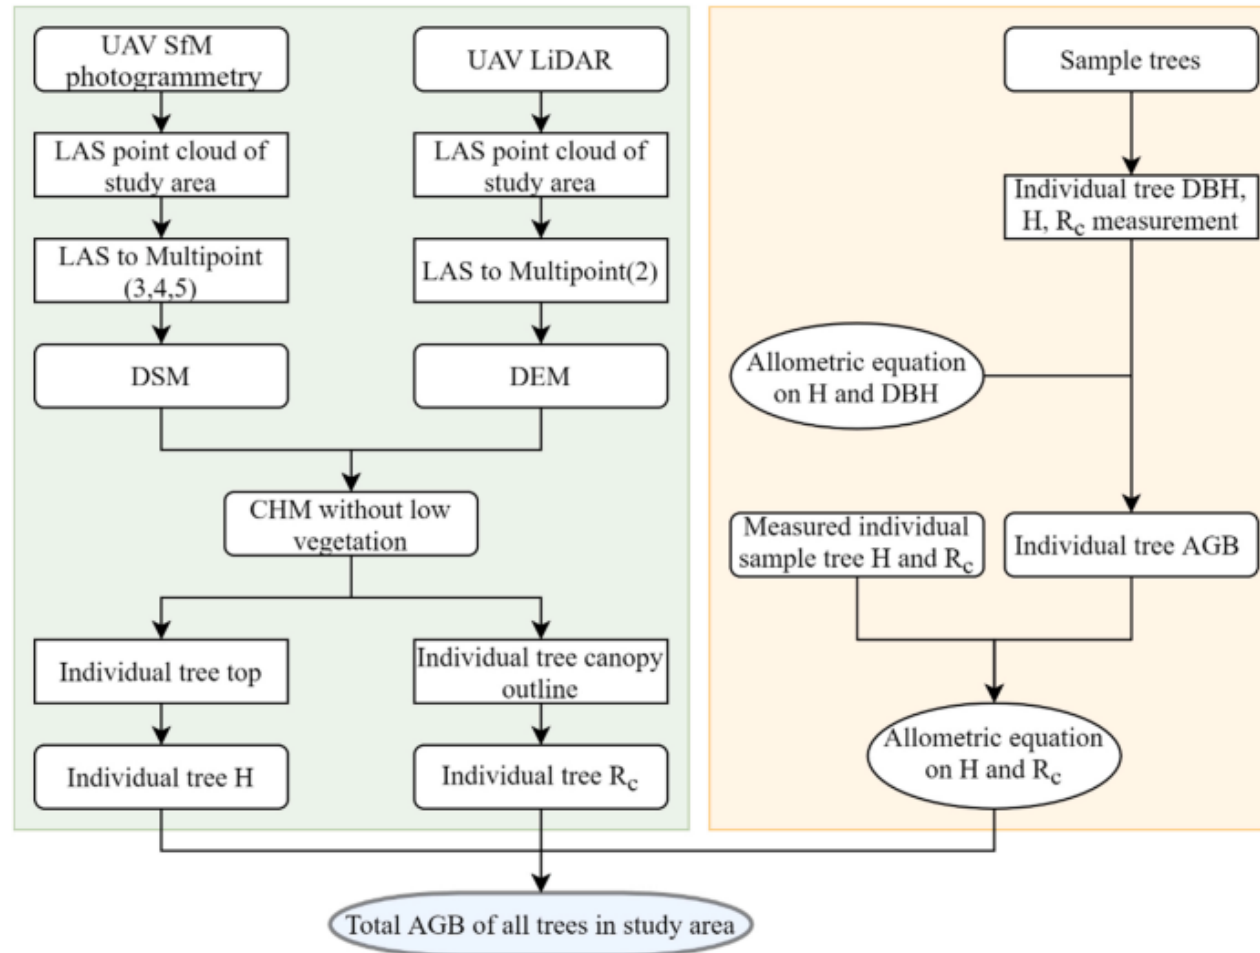 UAV SfM
photogrammetry
LAS point cloud of
study area
LAS to Multipoint
(3,4,5)
DSM
UAV LiDAR
LAS point cloud of
study area
LAS to Multipoint(2)
DEM
CHM without low
vegetation
Individual tree top
Individual tree H
Individual tree canopy
outline
Individual tree Rc
Sample trees
Individual tree DBH,
H, Rc measurement
Allometric equation
on H and DBH
Measured individual
sample tree H and Rc
Individual tree AGB
Allometric equation
on H and Rc
Total AGB of all trees in study area